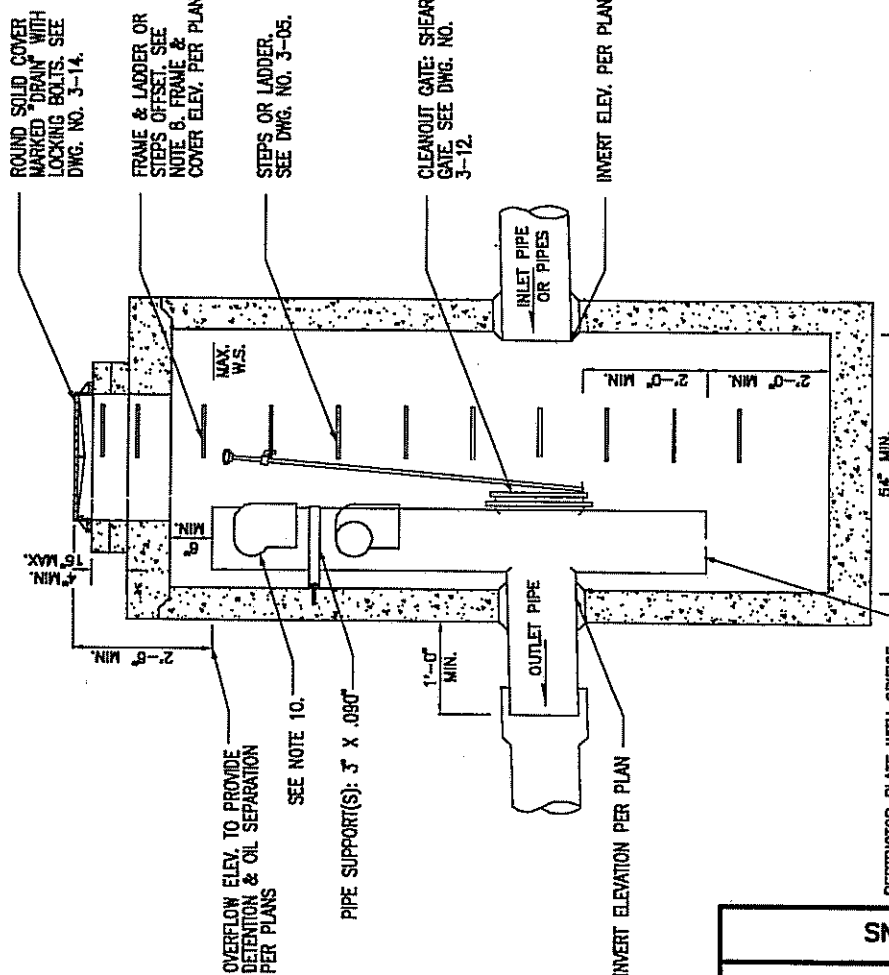 ROUND SOLID COVER
MARKED "DRAIN" WITH
LOCKING BOLTS. SEE
DWG. NO. 3-14.
FRAME & LADDER OR
STEPS OFFSET. SEE
NOTE 8. FRAME &
COVER ELEV. PER PLAN
STEPS OR LADDER.
SEE DWG. NO. 3-05.
CLEANOUT GATE: SHEAR
GATE. SEE DWG. NO.
3-12.
INVERT ELEV. PER PLAN
INLET PIPE
OR PIPES
MAX.
W.S.
2'-0" MIN.
2'-0" MIN.
54" MIN.
6"
MIN.
4" MIN.
16" MAX.
2'-6" MIN.
1'-0"
MIN.
OUTLET PIPE
OVERFLOW ELEV. TO PROVIDE
DETENTION & OIL SEPARATION
PER PLANS
SEE NOTE 10.
PIPE SUPPORT(S): 3" X .090"
INVERT ELEVATION PER PLAN